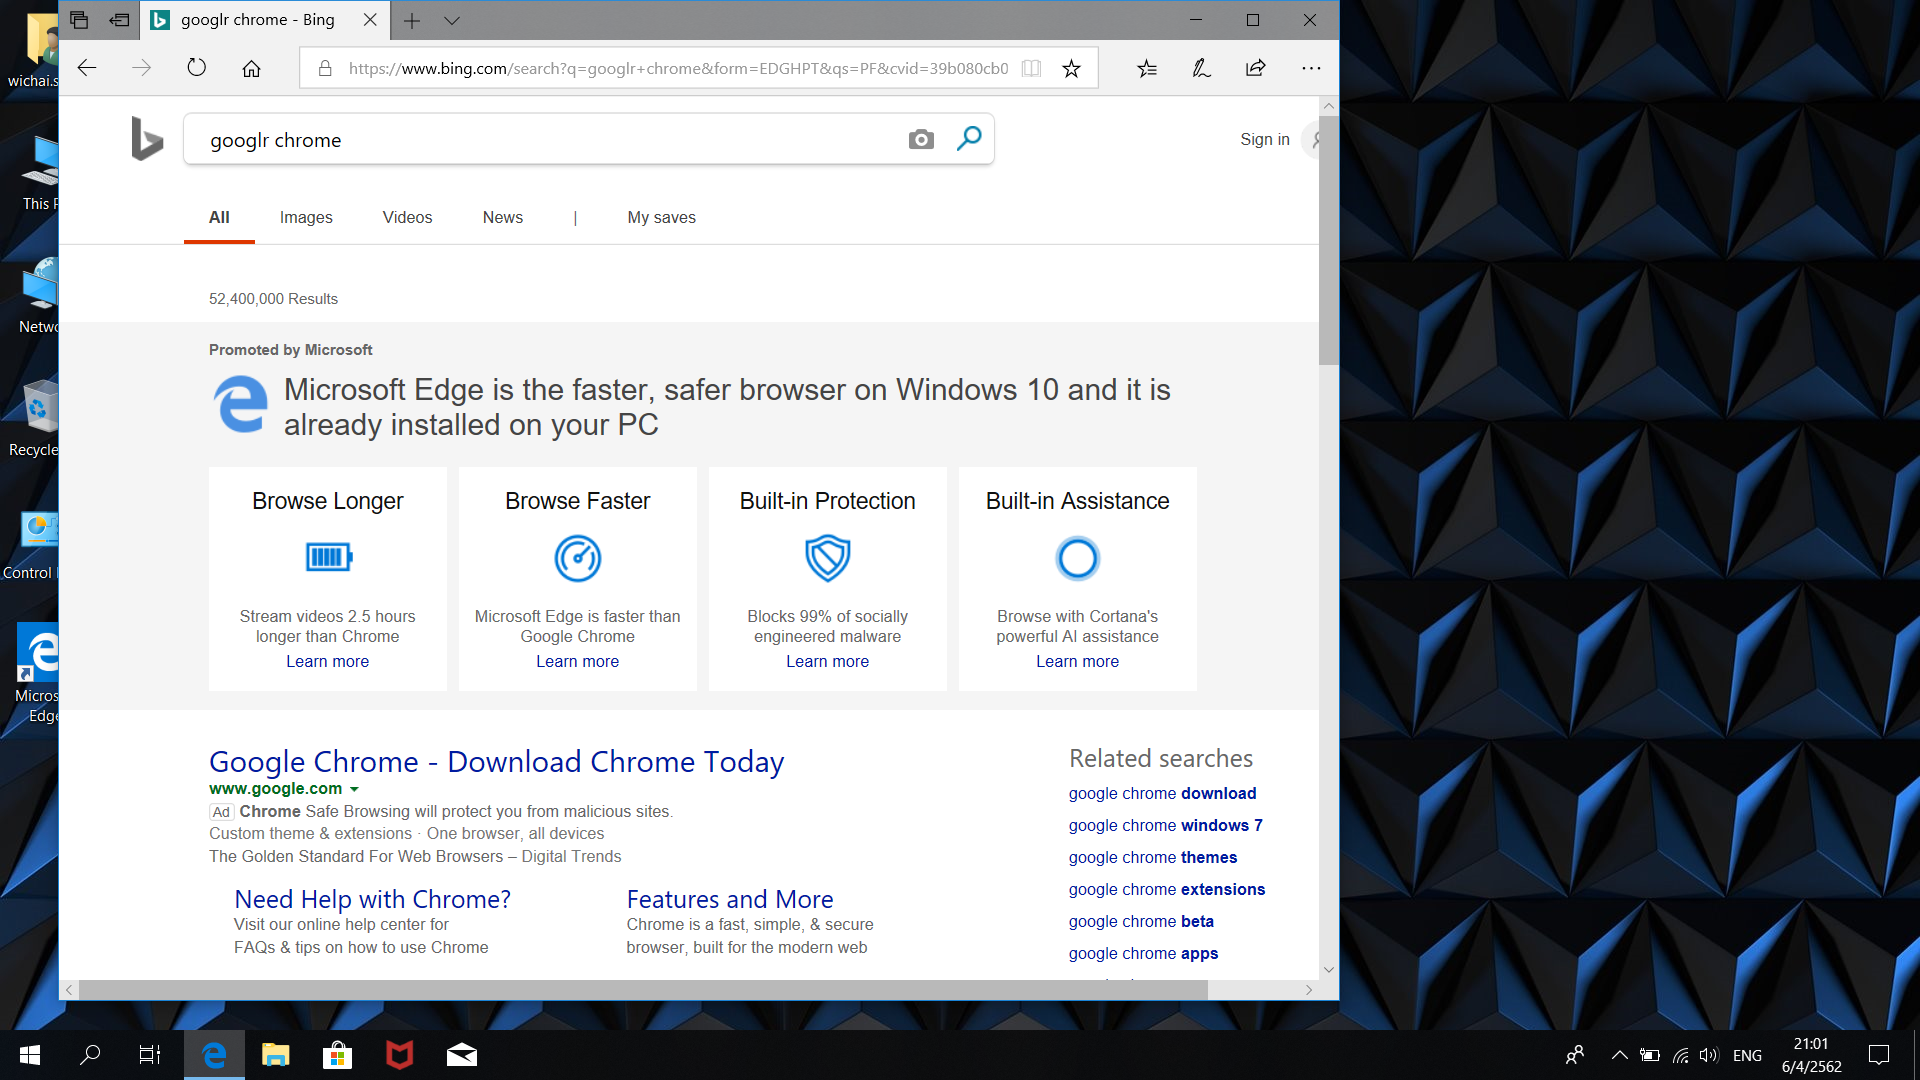 googlr chrome - Bing
https://www.bing.com/search?q=googlr+chrome&form=EDGHPT&qs=PF&cvid=39b080cb0
googlr chrome
Sign in
All Images Videos News | My saves
52,400,000 Results
Promoted by Microsoft
Microsoft Edge is the faster, safer browser on Windows 10 and it is
already installed on your PC
Browse Longer
Stream videos 2.5 hours
longer than Chrome
Learn more
Browse Faster
Microsoft Edge is faster than
Google Chrome
Learn more
Built-in Protection
Blocks 99% of socially
engineered malware
Learn more
Built-in Assistance
Browse with Cortana's
powerful AI assistance
Learn more
Google Chrome - Download Chrome Today
www.google.com
Ad Chrome Safe Browsing will protect you from malicious sites.
Custom theme & extensions · One browser, all devices
The Golden Standard For Web Browsers – Digital Trends
Need Help with Chrome?
Visit our online help center for
FAQs & tips on how to use Chrome
Features and More
Chrome is a fast, simple, & secure
browser, built for the modern web
Related searches
google chrome download
google chrome windows 7
google chrome themes
google chrome extensions
google chrome beta
google chrome apps
wichai.s
This P
Netwo
Recycle
Control
Micros
Edge
ENG
21:01
6/4/2562